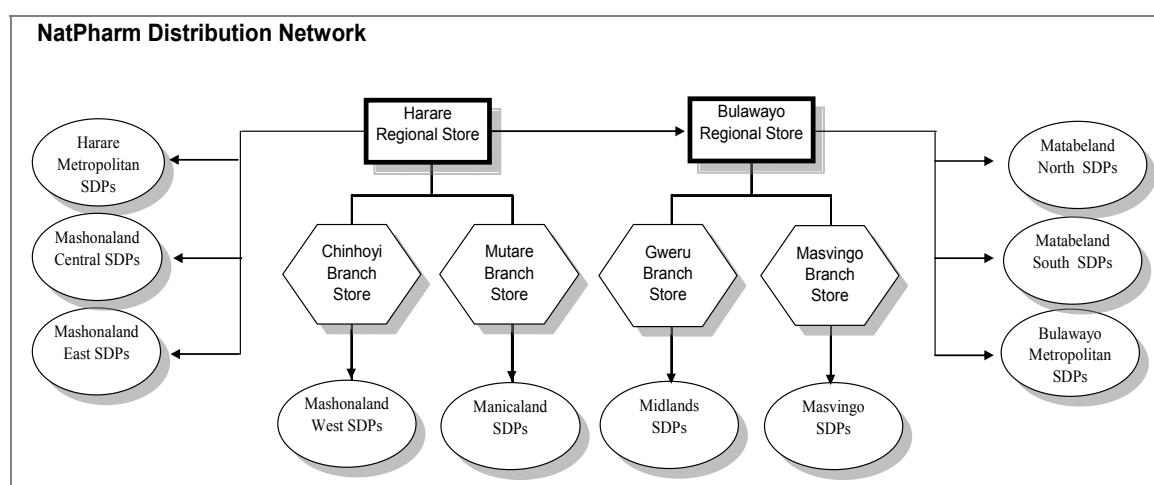 NatPharm Distribution Network
Harare
Regional Store
Bulawayo
Regional Store
Harare
Metropolitan
SDPs
Mashonaland
Central SDPs
Mashonaland
East SDPs
Chinhoyi
Branch
Store
Mutare
Branch
Store
Gweru
Branch
Store
Masvingo
Branch
Store
Matabeland
North SDPs
Matabeland
South SDPs
Bulawayo
Metropolitan
SDPs
Mashonaland
West SDPs
Manicaland
SDPs
Midlands
SDPs
Masvingo
SDPs